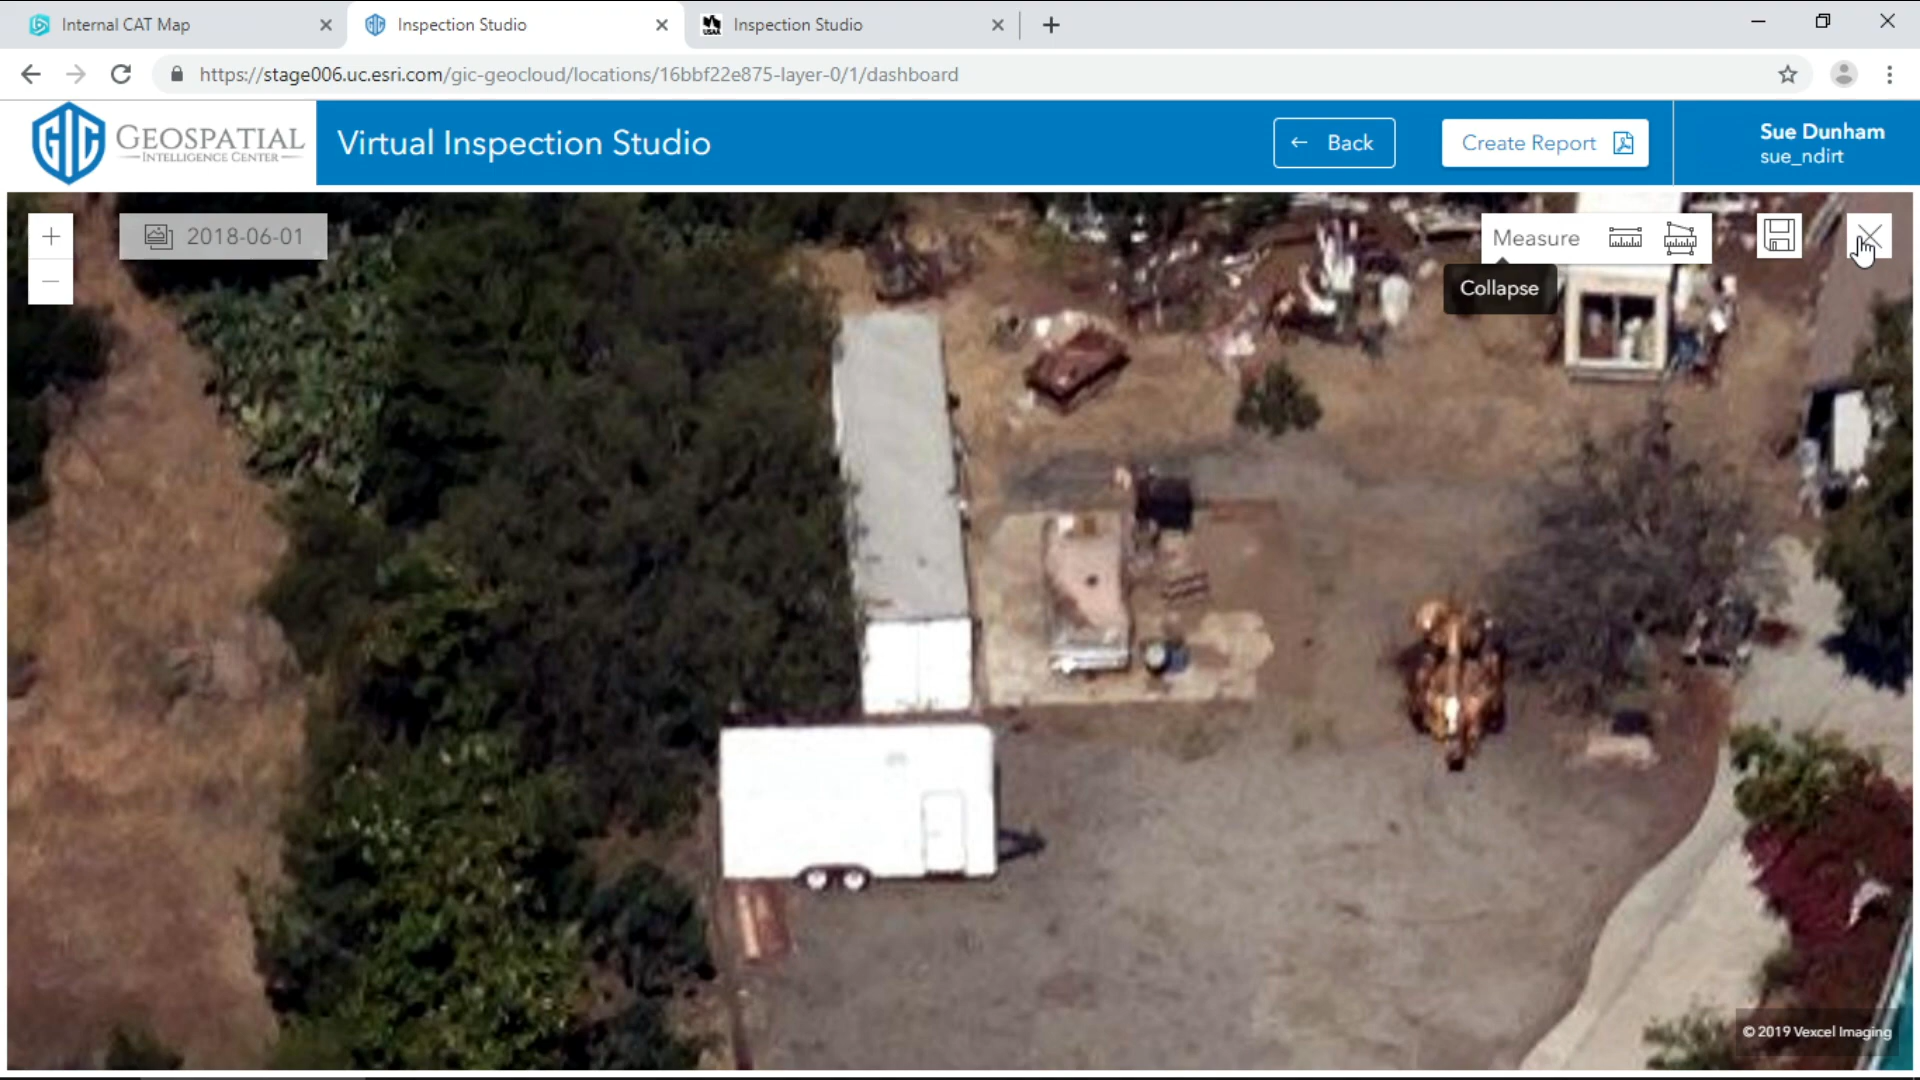 Internal CAT Map
Inspection Studio
USAA
Inspection Studio
https://stage006.uc.esri.com/gic-geocloud/locations/16bbf22e875-layer-0/1/dashboard
GIC GEOSPATIAL
INTELLIGENCE CENTER
Virtual Inspection Studio
← Back
Create Report
Sue Dunham
sue_ndirt
+
−
2018-06-01
Measure
Collapse
© 2019 Vexcel Imaging